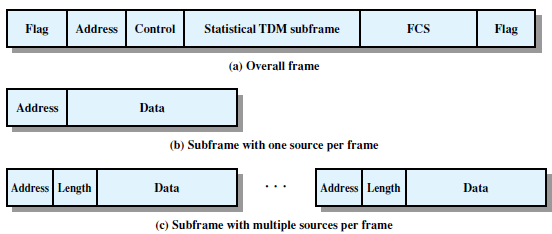 Flag Address Control Statistical TDM subframe FCS Flag
(a) Overall frame
Address Data
(b) Subframe with one source per frame
Address Length Data · · · Address Length Data
(c) Subframe with multiple sources per frame